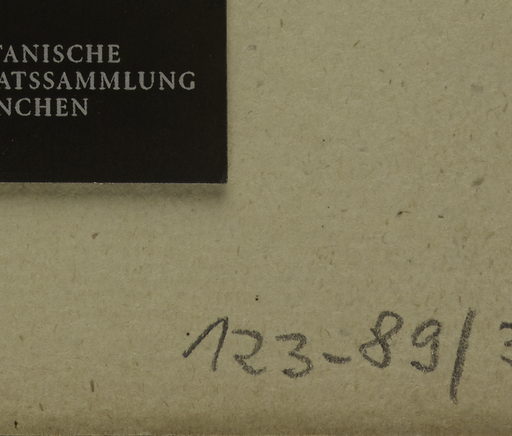 TANISCHE
ATSSAMMLUNG
NCHEN
123-89/3